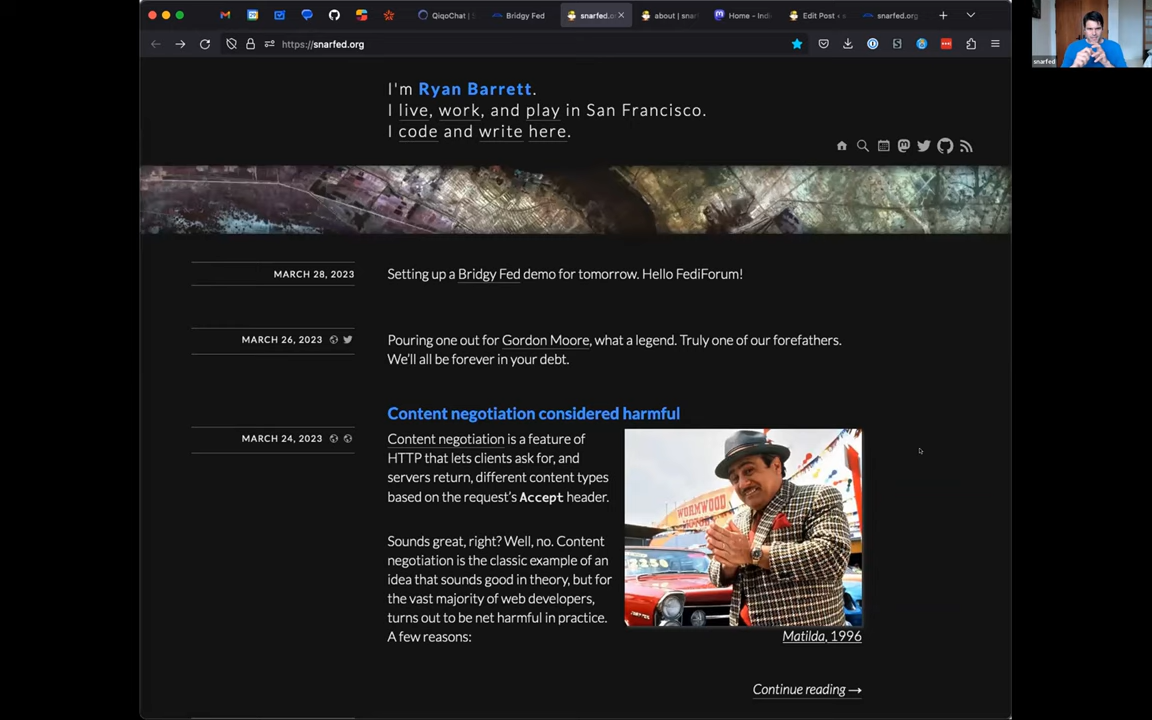 QiqoChat | S
Bridgy Fed
snarfed.o
about | snar
Home - Indi
Edit Post ‹ s
snarfed.org
https://snarfed.org
snarfed
I'm Ryan Barrett.
I live, work, and play in San Francisco.
I code and write here.
MARCH 28, 2023
Setting up a Bridgy Fed demo for tomorrow. Hello FediForum!
MARCH 26, 2023
Pouring one out for Gordon Moore, what a legend. Truly one of our forefathers.
We'll all be forever in your debt.
Content negotiation considered harmful
MARCH 24, 2023
Content negotiation is a feature of
HTTP that lets clients ask for, and
servers return, different content types
based on the request's Accept header.
Sounds great, right? Well, no. Content
negotiation is the classic example of an
idea that sounds good in theory, but for
the vast majority of web developers,
turns out to be net harmful in practice.
A few reasons:
WORMWOOD
MOTORS
2250
Matilda, 1996
Continue reading →